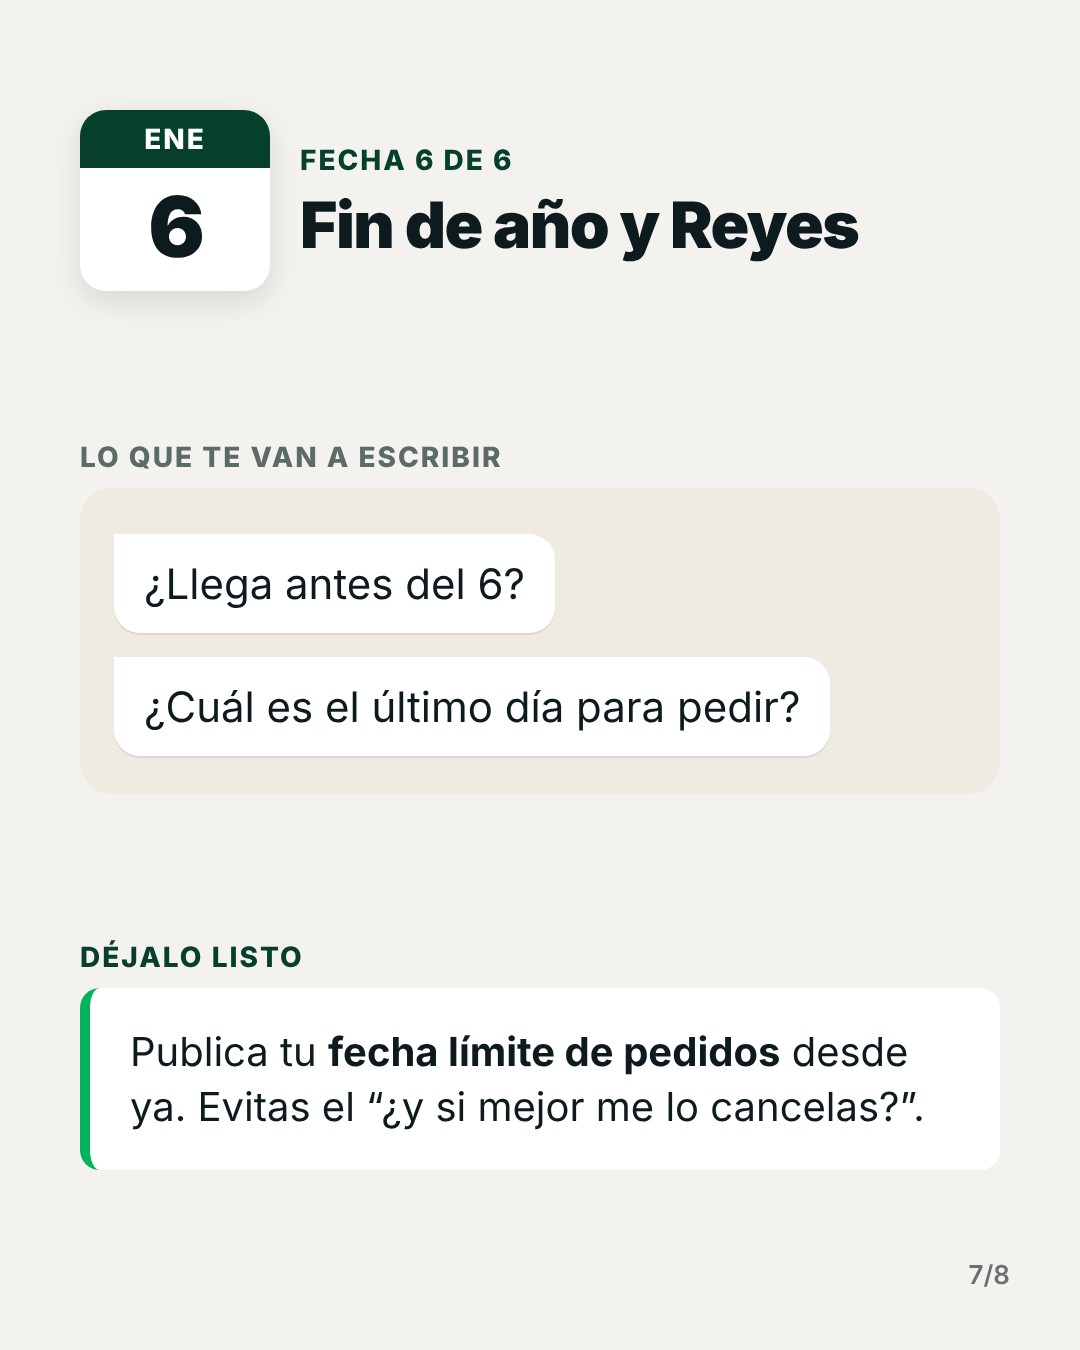 ENE
6
FECHA 6 DE 6
Fin de año y Reyes
LO QUE TE VAN A ESCRIBIR
¿Llega antes del 6?
¿Cuál es el último día para pedir?
DÉJALO LISTO
Publica tu fecha límite de pedidos desde
ya. Evitas el “¿y si mejor me lo cancelas?”.
7/8